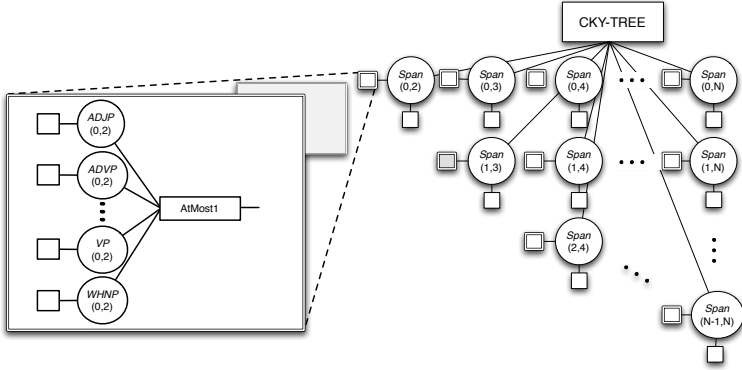 CKY-TREE
Span
(0,2)
Span
(0,3)
Span
(0,4)
Span
(0,N)
Span
(1,3)
Span
(1,4)
Span
(1,N)
Span
(2,4)
Span
(N-1,N)
ADJP
(0,2)
ADVP
(0,2)
AtMost1
VP
(0,2)
WHNP
(0,2)